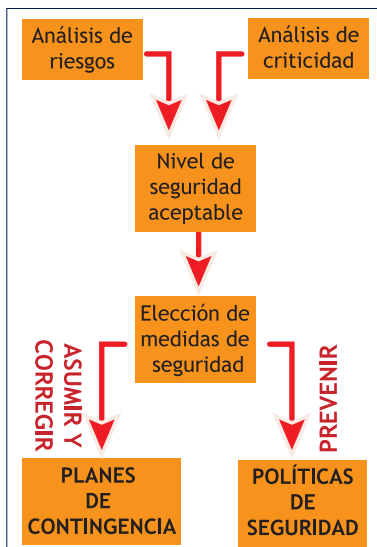 Análisis de
riesgos
Análisis de
criticidad
Nivel de
seguridad
aceptable
Elección de
medidas de
seguridad
ASUMIR Y
CORREGIR
PREVENIR
PLANES
DE
CONTINGENCIA
POLÍTICAS
DE
SEGURIDAD